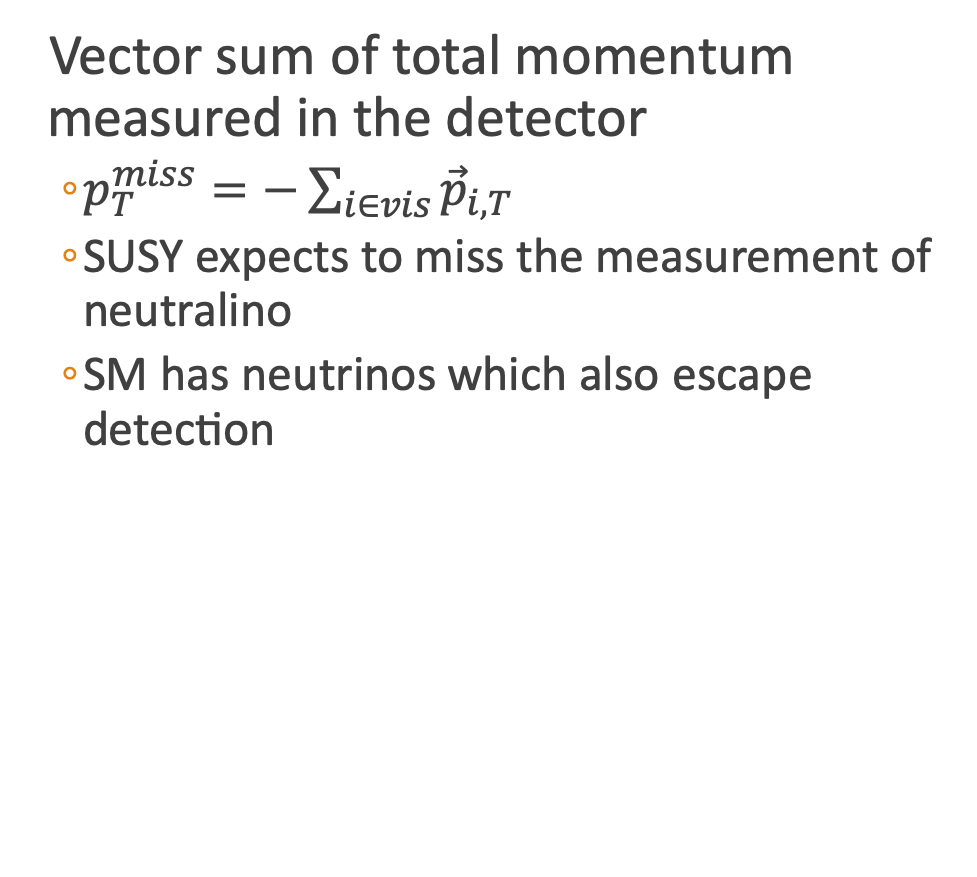 Vector sum of total momentum
measured in the detector
◦ $p_T^{miss} = -\sum_{i \in vis} \vec{p}_{i,T}$
◦ SUSY expects to miss the measurement of
neutralino
◦ SM has neutrinos which also escape
detection